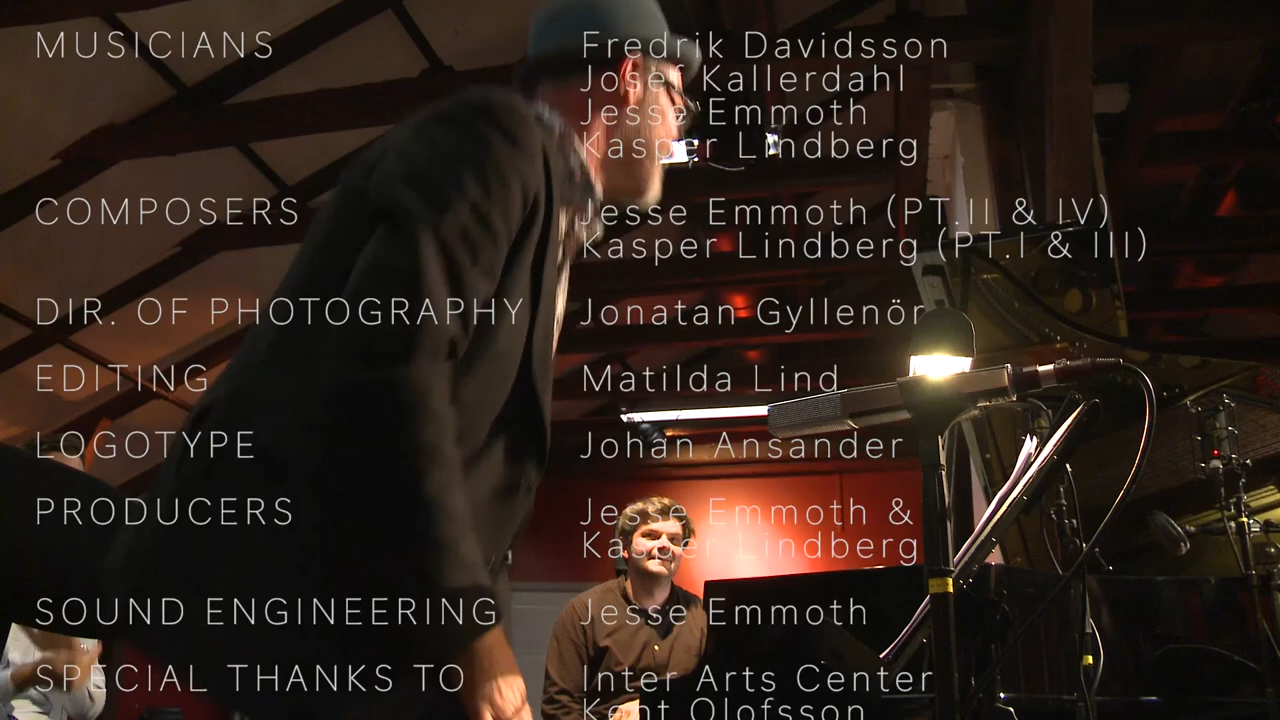 MUSICIANS Fredrik Davidsson
Josef Kallerdahl
Jesse Emmoth
Kasper Lindberg
COMPOSERS Jesse Emmoth (PT.II & IV)
Kasper Lindberg (PT.I & III)
DIR. OF PHOTOGRAPHY Jonatan Gyllenör
EDITING Matilda Lind
LOGOTYPE Johan Ansander
PRODUCERS Jesse Emmoth &
Kasper Lindberg
SOUND ENGINEERING Jesse Emmoth
SPECIAL THANKS TO Inter Arts Center
Kent Olofsson